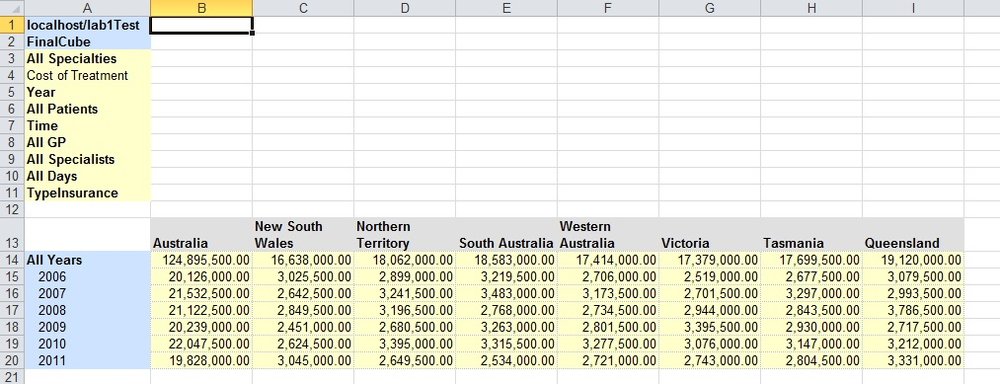 A B C D E F G H I
1 localhost/lab1Test
2 FinalCube
3 All Specialties
4 Cost of Treatment
5 Year
6 All Patients
7 Time
8 All GP
9 All Specialists
10 All Days
11 TypeInsurance
12
New South Northern Western
13 Australia Wales Territory South Australia Australia Victoria Tasmania Queensland
14 All Years 124,895,500.00 16,638,000.00 18,062,000.00 18,583,000.00 17,414,000.00 17,379,000.00 17,699,500.00 19,120,000.00
15 2006 20,126,000.00 3,025,500.00 2,899,000.00 3,219,500.00 2,706,000.00 2,519,000.00 2,677,500.00 3,079,500.00
16 2007 21,532,500.00 2,642,500.00 3,241,500.00 3,483,000.00 3,173,500.00 2,701,500.00 3,297,000.00 2,993,500.00
17 2008 21,122,500.00 2,849,500.00 3,196,500.00 2,768,000.00 2,734,500.00 2,944,000.00 2,843,500.00 3,786,500.00
18 2009 20,239,000.00 2,451,000.00 2,680,500.00 3,263,000.00 2,801,500.00 3,395,500.00 2,930,000.00 2,717,500.00
19 2010 22,047,500.00 2,624,500.00 3,395,000.00 3,315,500.00 3,277,500.00 3,076,000.00 3,147,000.00 3,212,000.00
20 2011 19,828,000.00 3,045,000.00 2,649,500.00 2,534,000.00 2,721,000.00 2,743,000.00 2,804,500.00 3,331,000.00
21